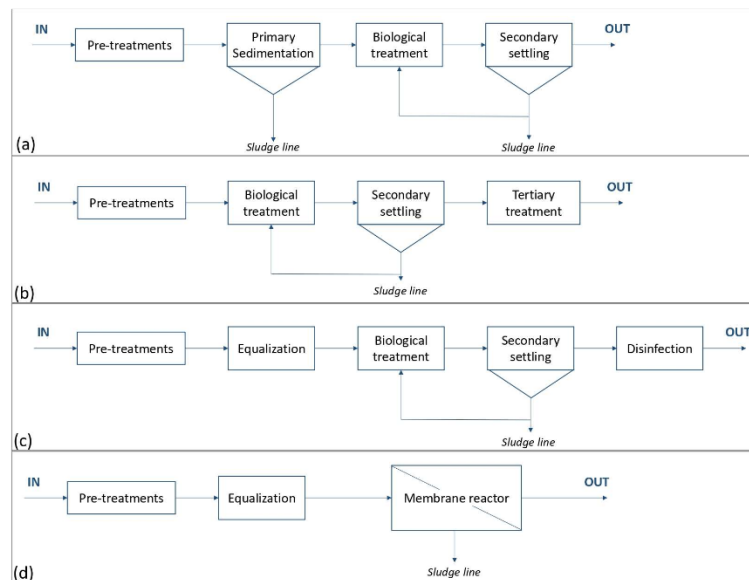 IN
Pre-treatments
Primary
Sedimentation
Biological
treatment
Secondary
settling
OUT
Sludge line
Sludge line
(a)
IN
Pre-treatments
Biological
treatment
Secondary
settling
Tertiary
treatment
OUT
Sludge line
(b)
IN
Pre-treatments
Equalization
Biological
treatment
Secondary
settling
Disinfection
OUT
Sludge line
(c)
IN
Pre-treatments
Equalization
Membrane reactor
OUT
Sludge line
(d)